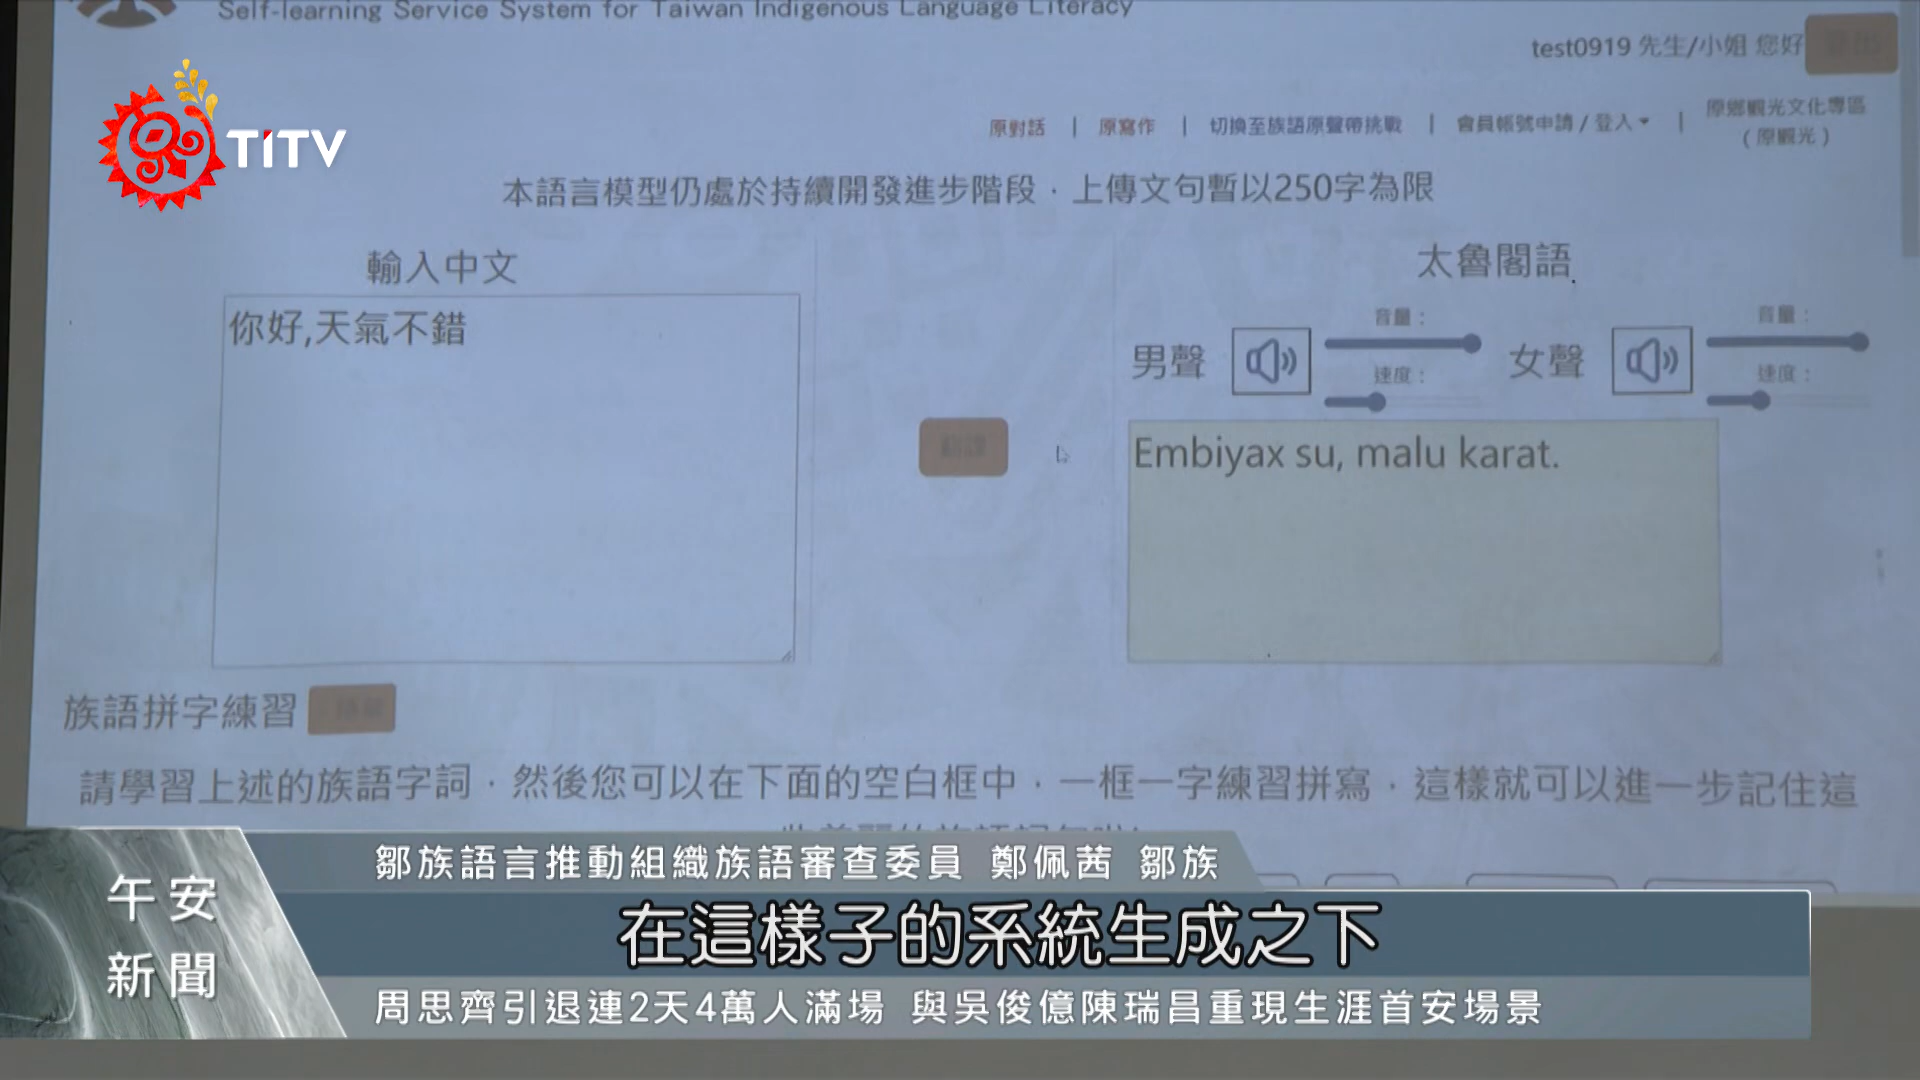 Self-learning Service System for Taiwan Indigenous Language Literacy
test0919 先生/小姐 您好
TiTV
原對話 | 原寫作 | 切換至族語原聲帶挑戰 | 會員帳號申請 / 登入 | 原鄉觀光文化專區
(原觀光)
本語言模型仍處於持續開發進步階段，上傳文句暫以250字為限
輸入中文
太魯閣語
你好,天氣不錯
音量：
音量：
男聲
女聲
速度：
速度：
翻譯
Embiyax su, malu karat.
族語拼字練習
請學習上述的族語字詞，然後您可以在下面的空白框中，一框一字練習拼寫，這樣就可以進一步記住這
鄒族語言推動組織族語審查委員 鄭佩茜 鄒族
午安
新聞
在這樣子的系統生成之下
周思齊引退連2天4萬人滿場 與吳俊億陳瑞昌重現生涯首安場景